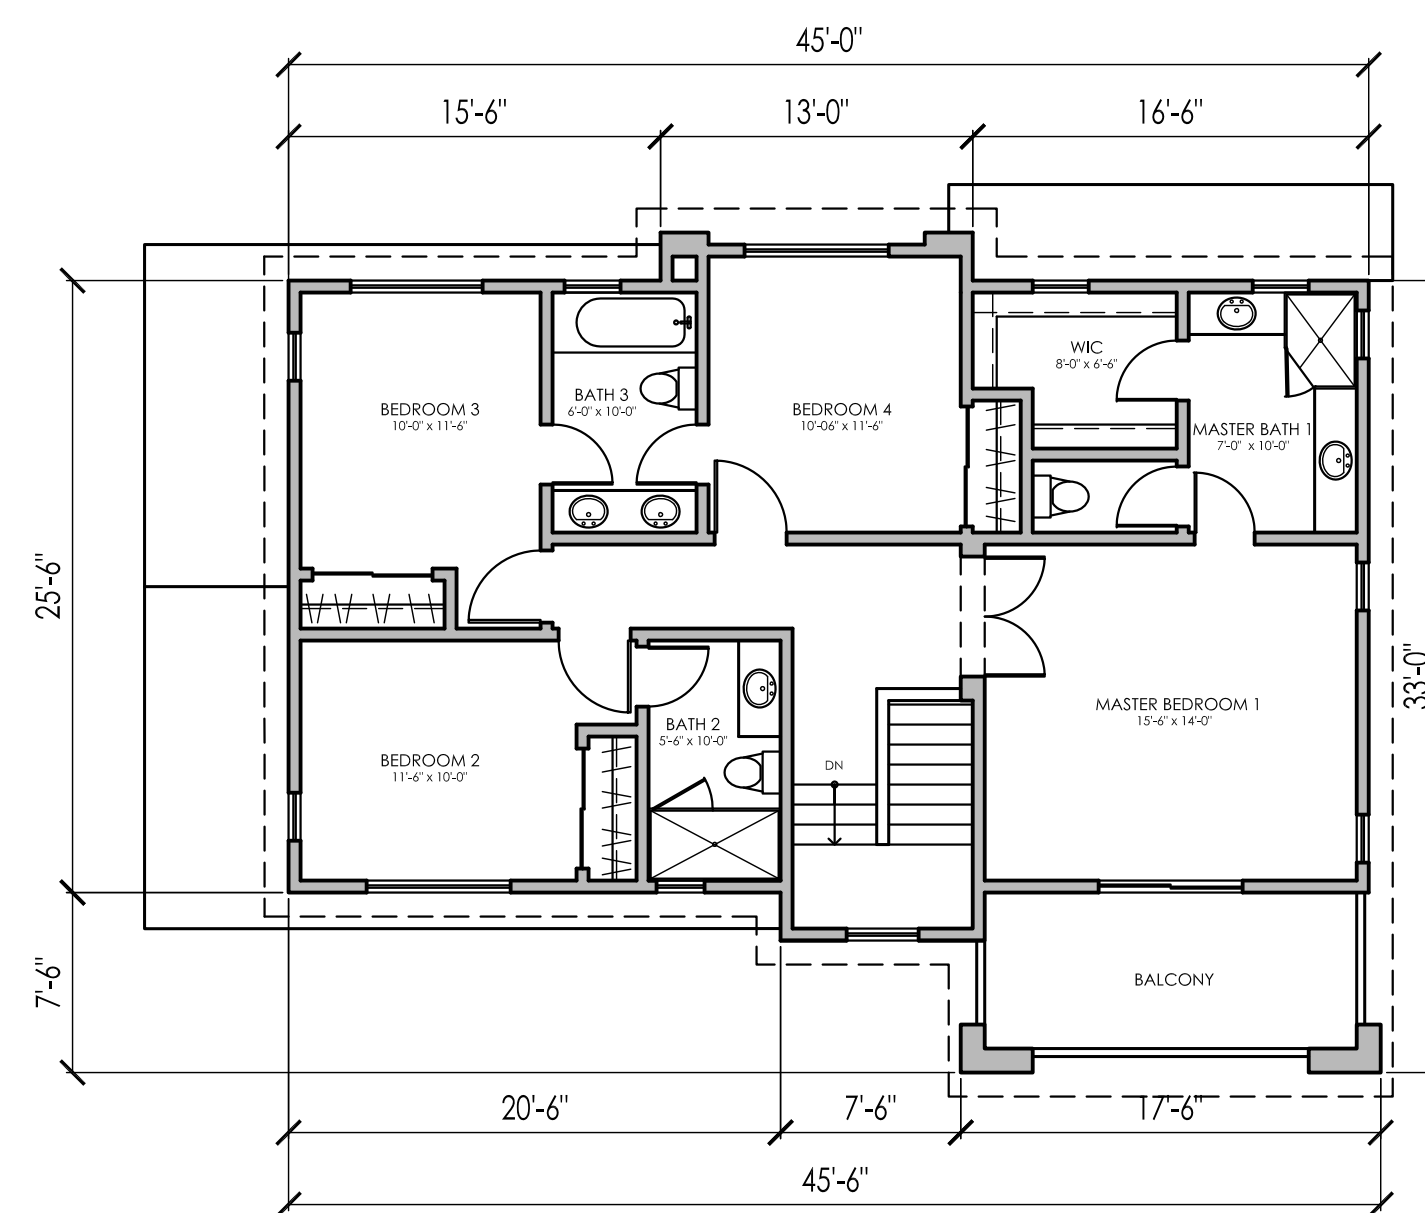 45'-0"
15'-6"
13'-0"
16'-6"
WIC
8'-0" x 6'-6"
BATH 3
6'-0" x 10'-0"
BEDROOM 3
10'-0" x 11'-6"
BEDROOM 4
10'-06" x 11'-6"
MASTER BATH 1
7'-0" x 10'-0"
25'-6"
33'-0"
MASTER BEDROOM 1
15'-6" x 14'-0"
BATH 2
5'-6" x 10'-0"
BEDROOM 2
11'-6" x 10'-0"
DN
7'-6"
BALCONY
20'-6"
7'-6"
17'-6"
45'-6"